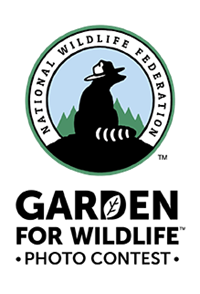 NATIONAL WILDLIFE FEDERATION
TM
GARDEN
FOR WILDLIFE™
• PHOTO CONTEST •